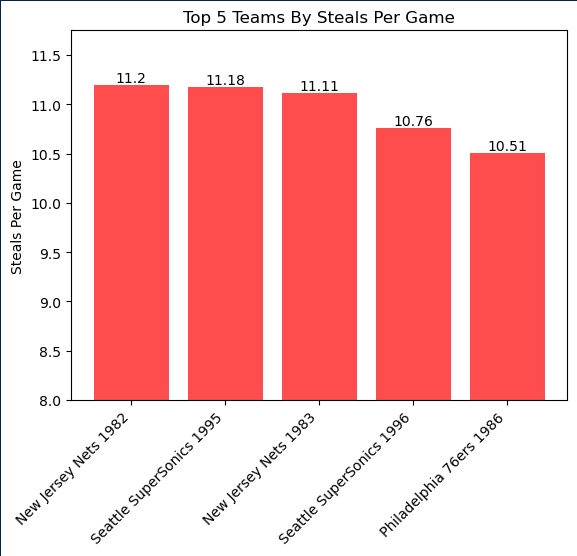 Top 5 Teams By Steals Per Game
Steals Per Game
11.5
11.0
10.5
10.0
9.5
9.0
8.5
8.0
11.2
11.18
11.11
10.76
10.51
New Jersey Nets 1982
Seattle SuperSonics 1995
New Jersey Nets 1983
Seattle SuperSonics 1996
Philadelphia 76ers 1986